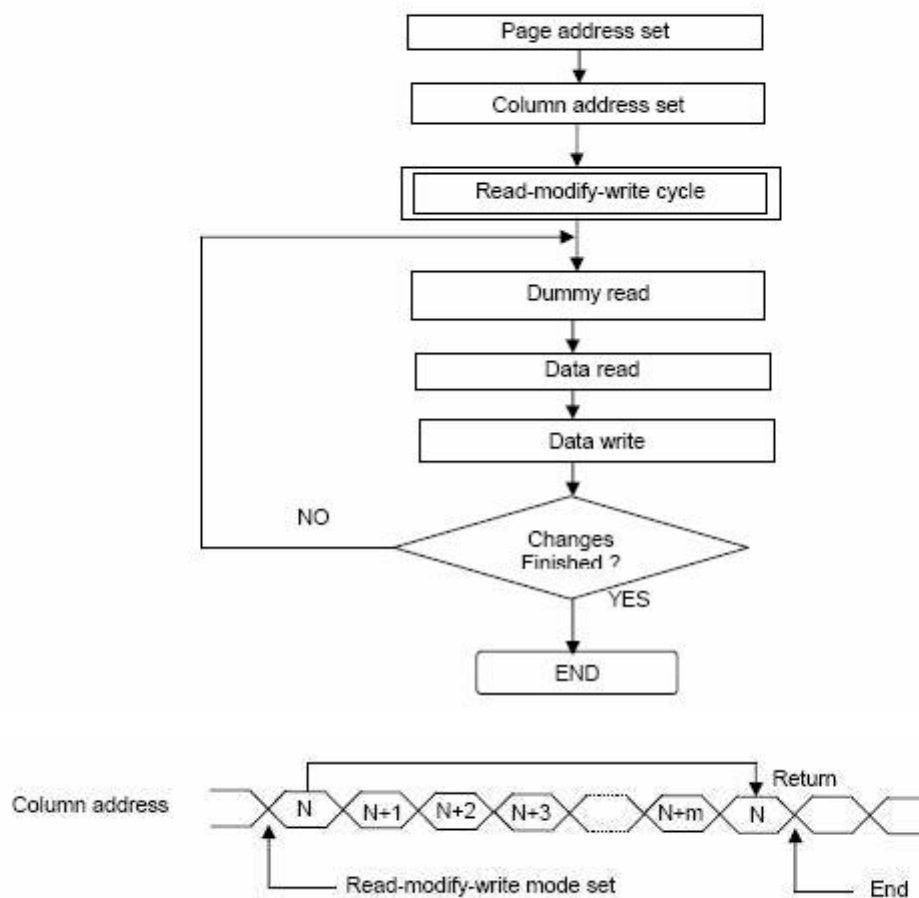 Page address set
Column address set
Read-modify-write cycle
Dummy read
Data read
Data write
NO
Changes
Finished ?
YES
END
Return
Column address
N
N+1
N+2
N+3
N+m
N
Read-modify-write mode set
End